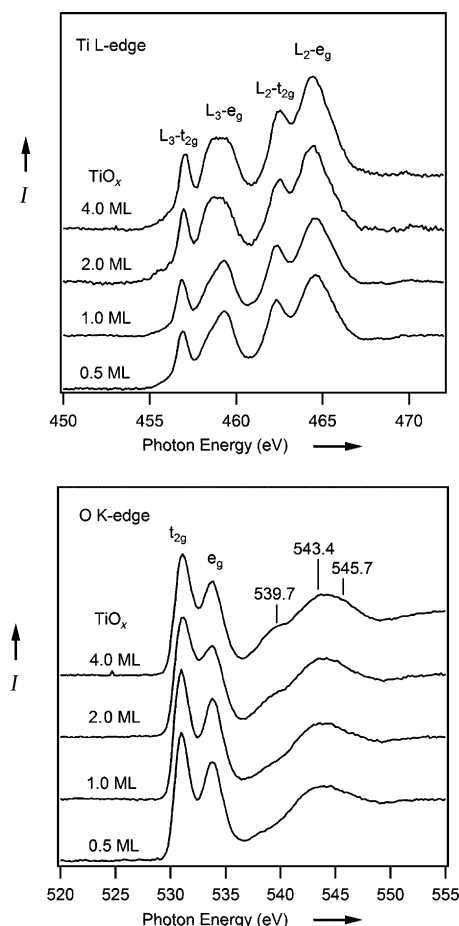 Ti L-edge
L₂-e_g
L₂-t₂g
L₃-e_g
L₃-t₂g
I
TiOₓ
4.0 ML
2.0 ML
1.0 ML
0.5 ML
450 455 460 465 470
Photon Energy (eV)
O K-edge
t₂g
e_g
543.4
545.7
539.7
I
TiOₓ
4.0 ML
2.0 ML
1.0 ML
0.5 ML
520 525 530 535 540 545 550 555
Photon Energy (eV)